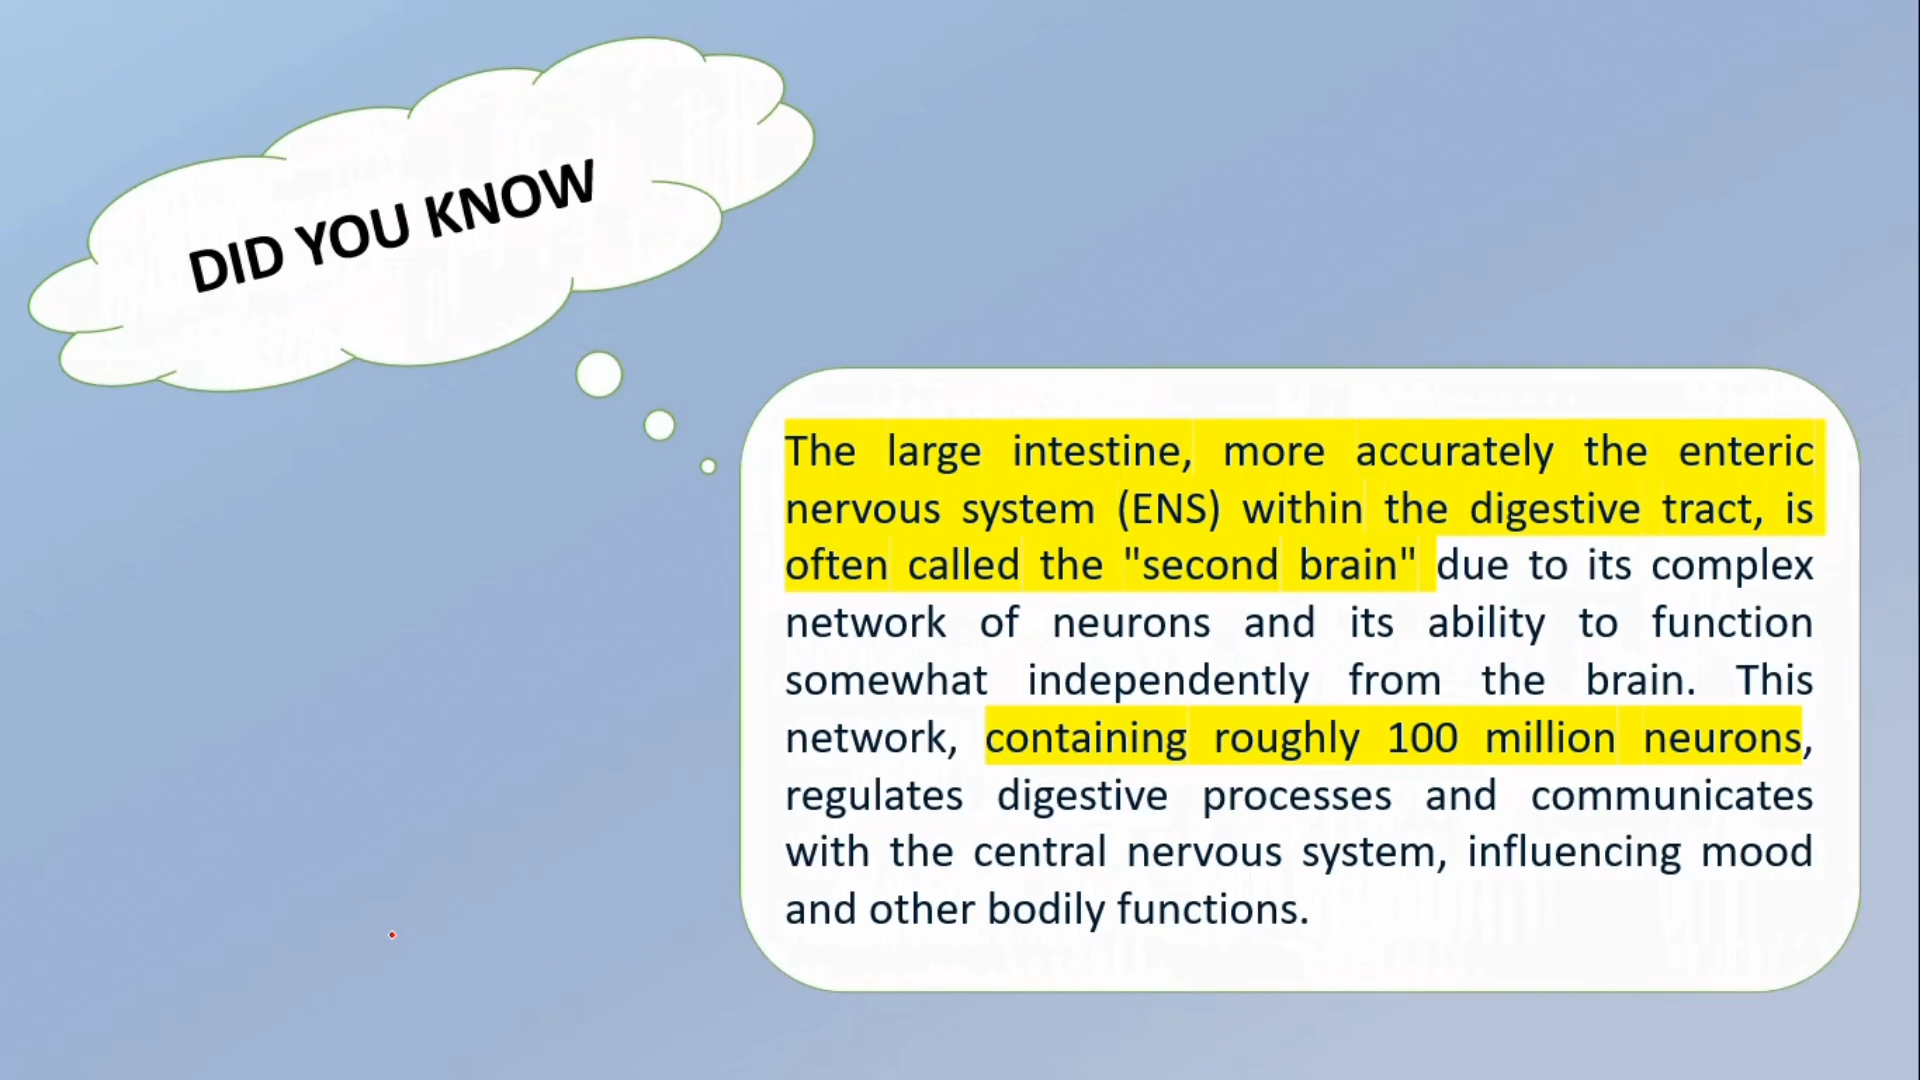 DID YOU KNOW
The large intestine, more accurately the enteric
nervous system (ENS) within the digestive tract, is
often called the "second brain" due to its complex
network of neurons and its ability to function
somewhat independently from the brain. This
network, containing roughly 100 million neurons,
regulates digestive processes and communicates
with the central nervous system, influencing mood
and other bodily functions.